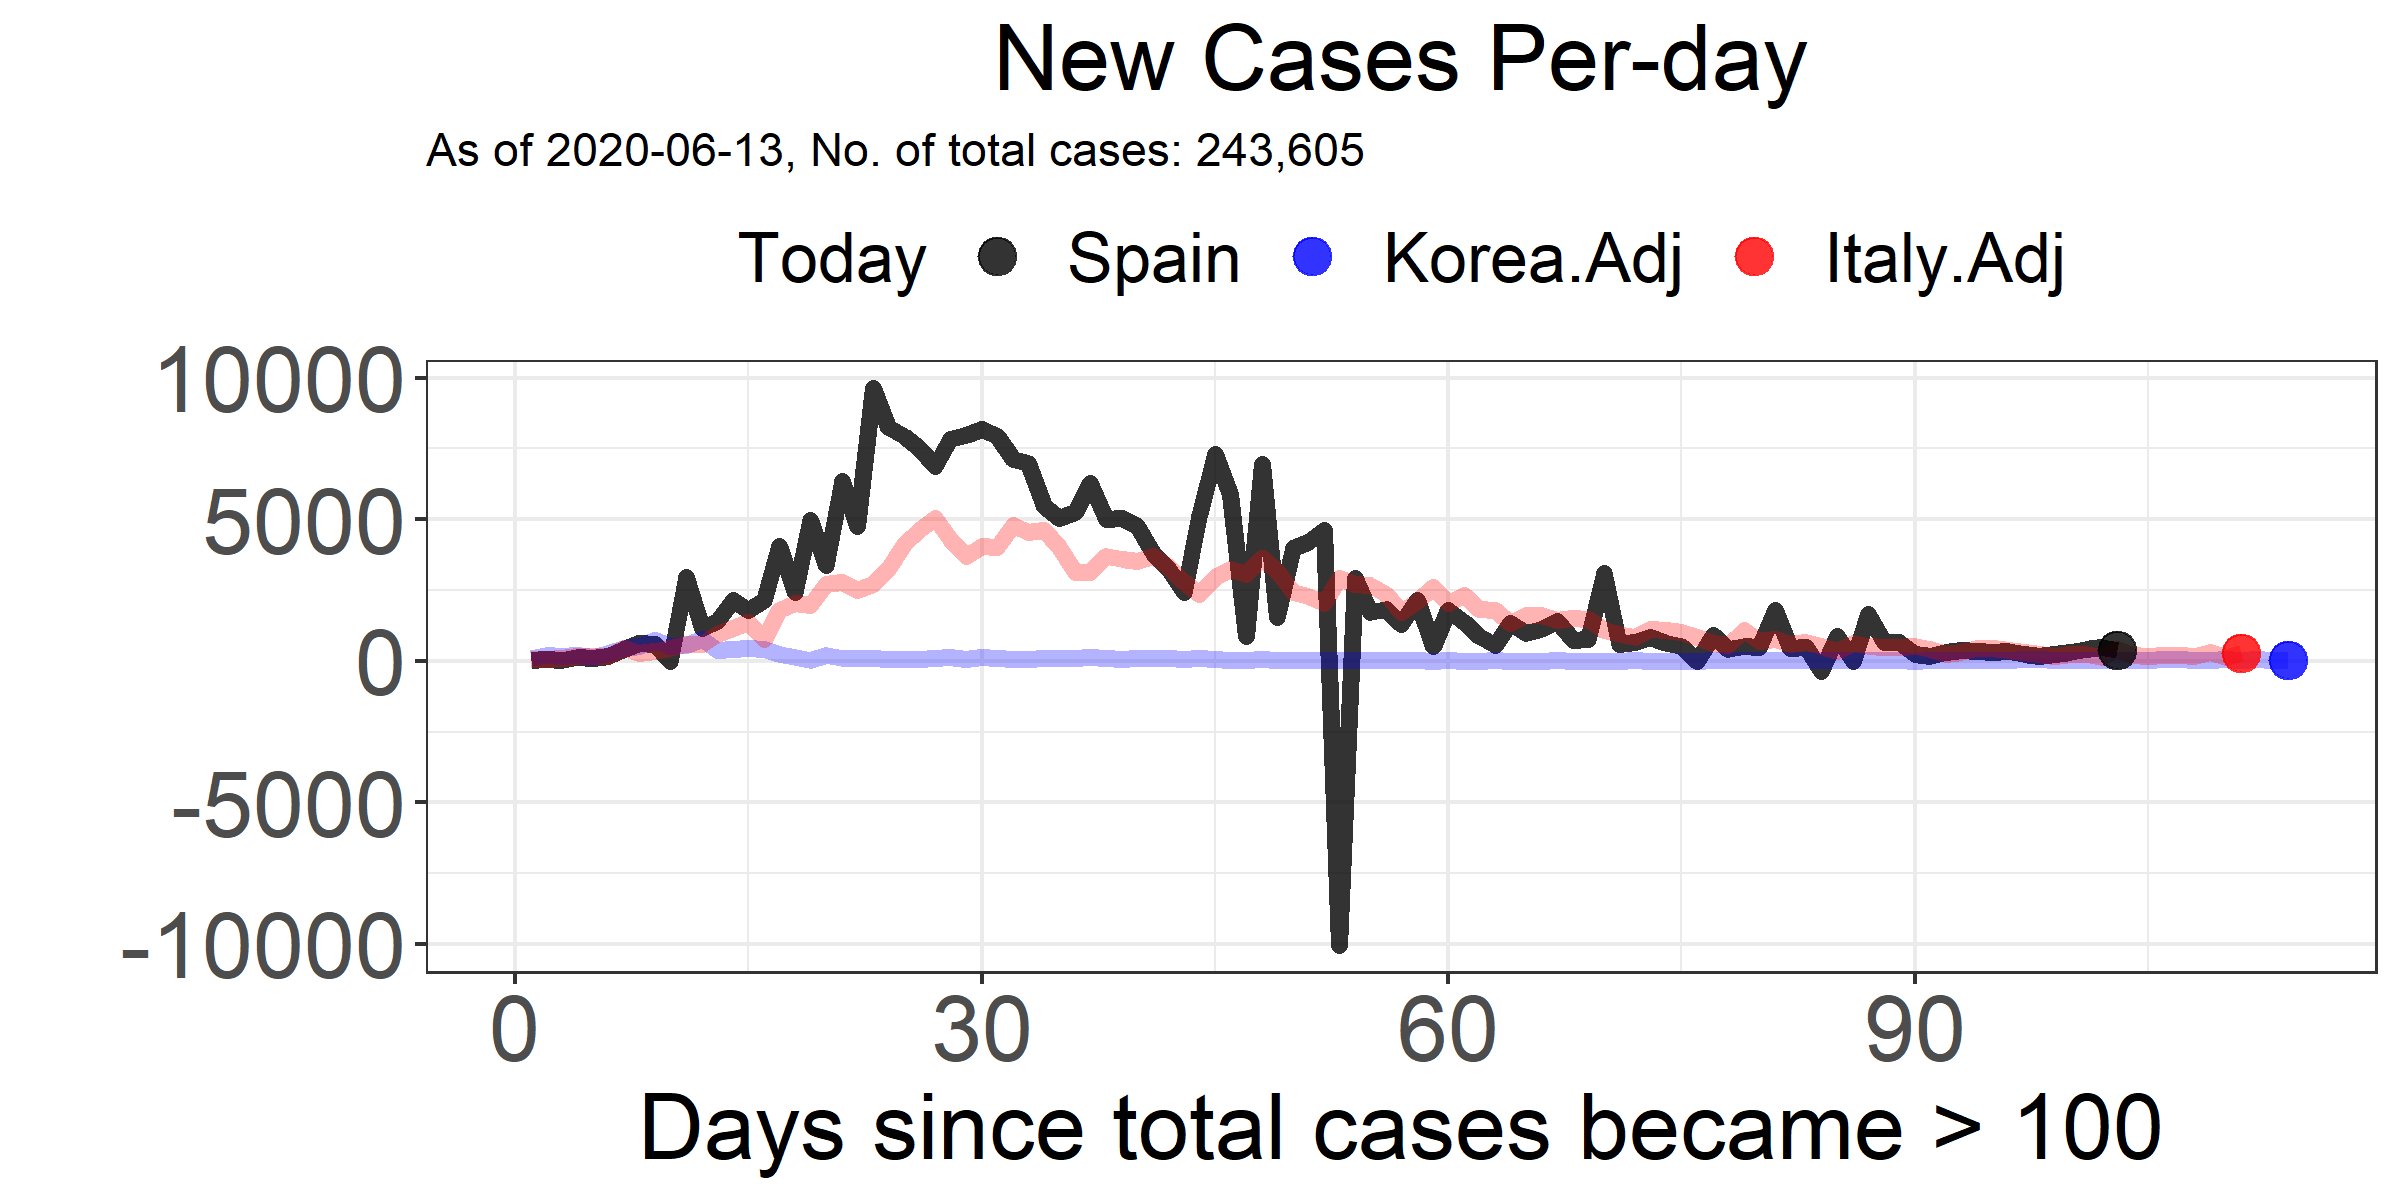 New Cases Per-day
As of 2020-06-13, No. of total cases: 243,605
Today Spain Korea.Adj Italy.Adj
10000
5000
0
-5000
-10000
0 30 60 90
Days since total cases became > 100